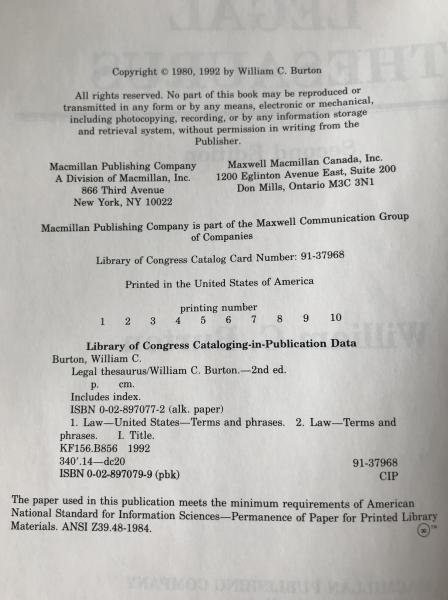 Copyright © 1980, 1992 by William C. Burton
All rights reserved. No part of this book may be reproduced or
transmitted in any form or by any means, electronic or mechanical,
including photocopying, recording, or by any information storage
and retrieval system, without permission in writing from the
Publisher.
Macmillan Publishing Company
A Division of Macmillan, Inc.
866 Third Avenue
New York, NY 10022
Maxwell Macmillan Canada, Inc.
1200 Eglinton Avenue East, Suite 200
Don Mills, Ontario M3C 3N1
Macmillan Publishing Company is part of the Maxwell Communication Group
of Companies
Library of Congress Catalog Card Number: 91-37968
Printed in the United States of America
printing number
1 2 3 4 5 6 7 8 9 10
Library of Congress Cataloging-in-Publication Data
Burton, William C.
Legal thesaurus/William C. Burton.—2nd ed.
p. cm.
Includes index.
ISBN 0-02-897077-2 (alk. paper)
1. Law—United States—Terms and phrases. 2. Law—Terms and
phrases. I. Title.
KF156.B856 1992
340'.14—dc20 91-37968
ISBN 0-02-897079-9 (pbk) CIP
The paper used in this publication meets the minimum requirements of American
National Standard for Information Sciences—Permanence of Paper for Printed Library
Materials. ANSI Z39.48-1984.
∞™